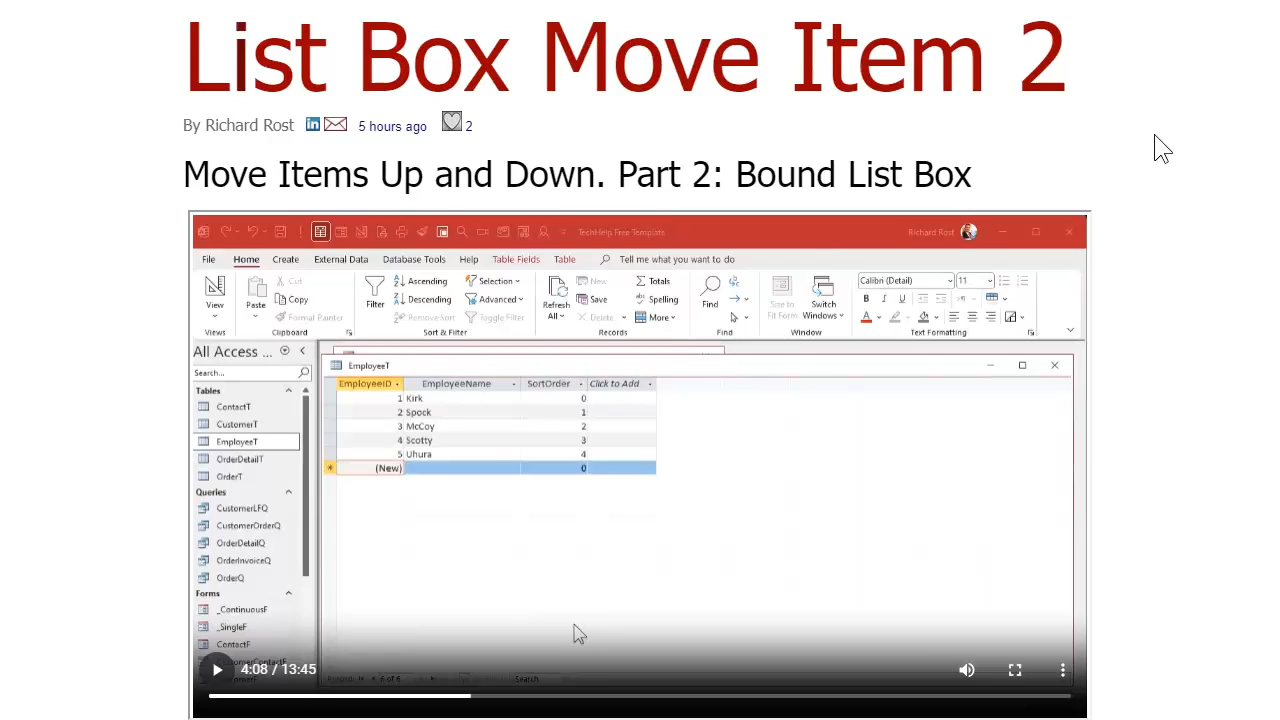 List Box Move Item 2
By Richard Rost 5 hours ago 2
Move Items Up and Down. Part 2: Bound List Box
TechHelp Free Template Richard Rost
File Home Create External Data Database Tools Help Table Fields Table Tell me what you want to do
View
Views
Paste
Cut
Copy
Format Painter
Clipboard
Filter
Ascending
Descending
Remove Sort
Selection
Advanced
Toggle Filter
Sort & Filter
Refresh
All
New
Save
Delete
Totals
Spelling
More
Records
Find
Find
Size to
Fit Form
Switch
Windows
Window
Calibri (Detail) 11
B I U
A
Text Formatting
All Access ...
Search...
Tables
ContactT
CustomerT
EmployeeT
OrderDetailT
OrderT
Queries
CustomerLFQ
CustomerOrderQ
OrderDetailQ
OrderInvoiceQ
OrderQ
Forms
_ContinuousF
_SingleF
ContactF
EmployeeT
EmployeeID EmployeeName SortOrder Click to Add
1 Kirk 0
2 Spock 1
3 McCoy 2
4 Scotty 3
5 Uhura 4
(New) 0
Record: 6 of 6 Search
4:08 / 13:45